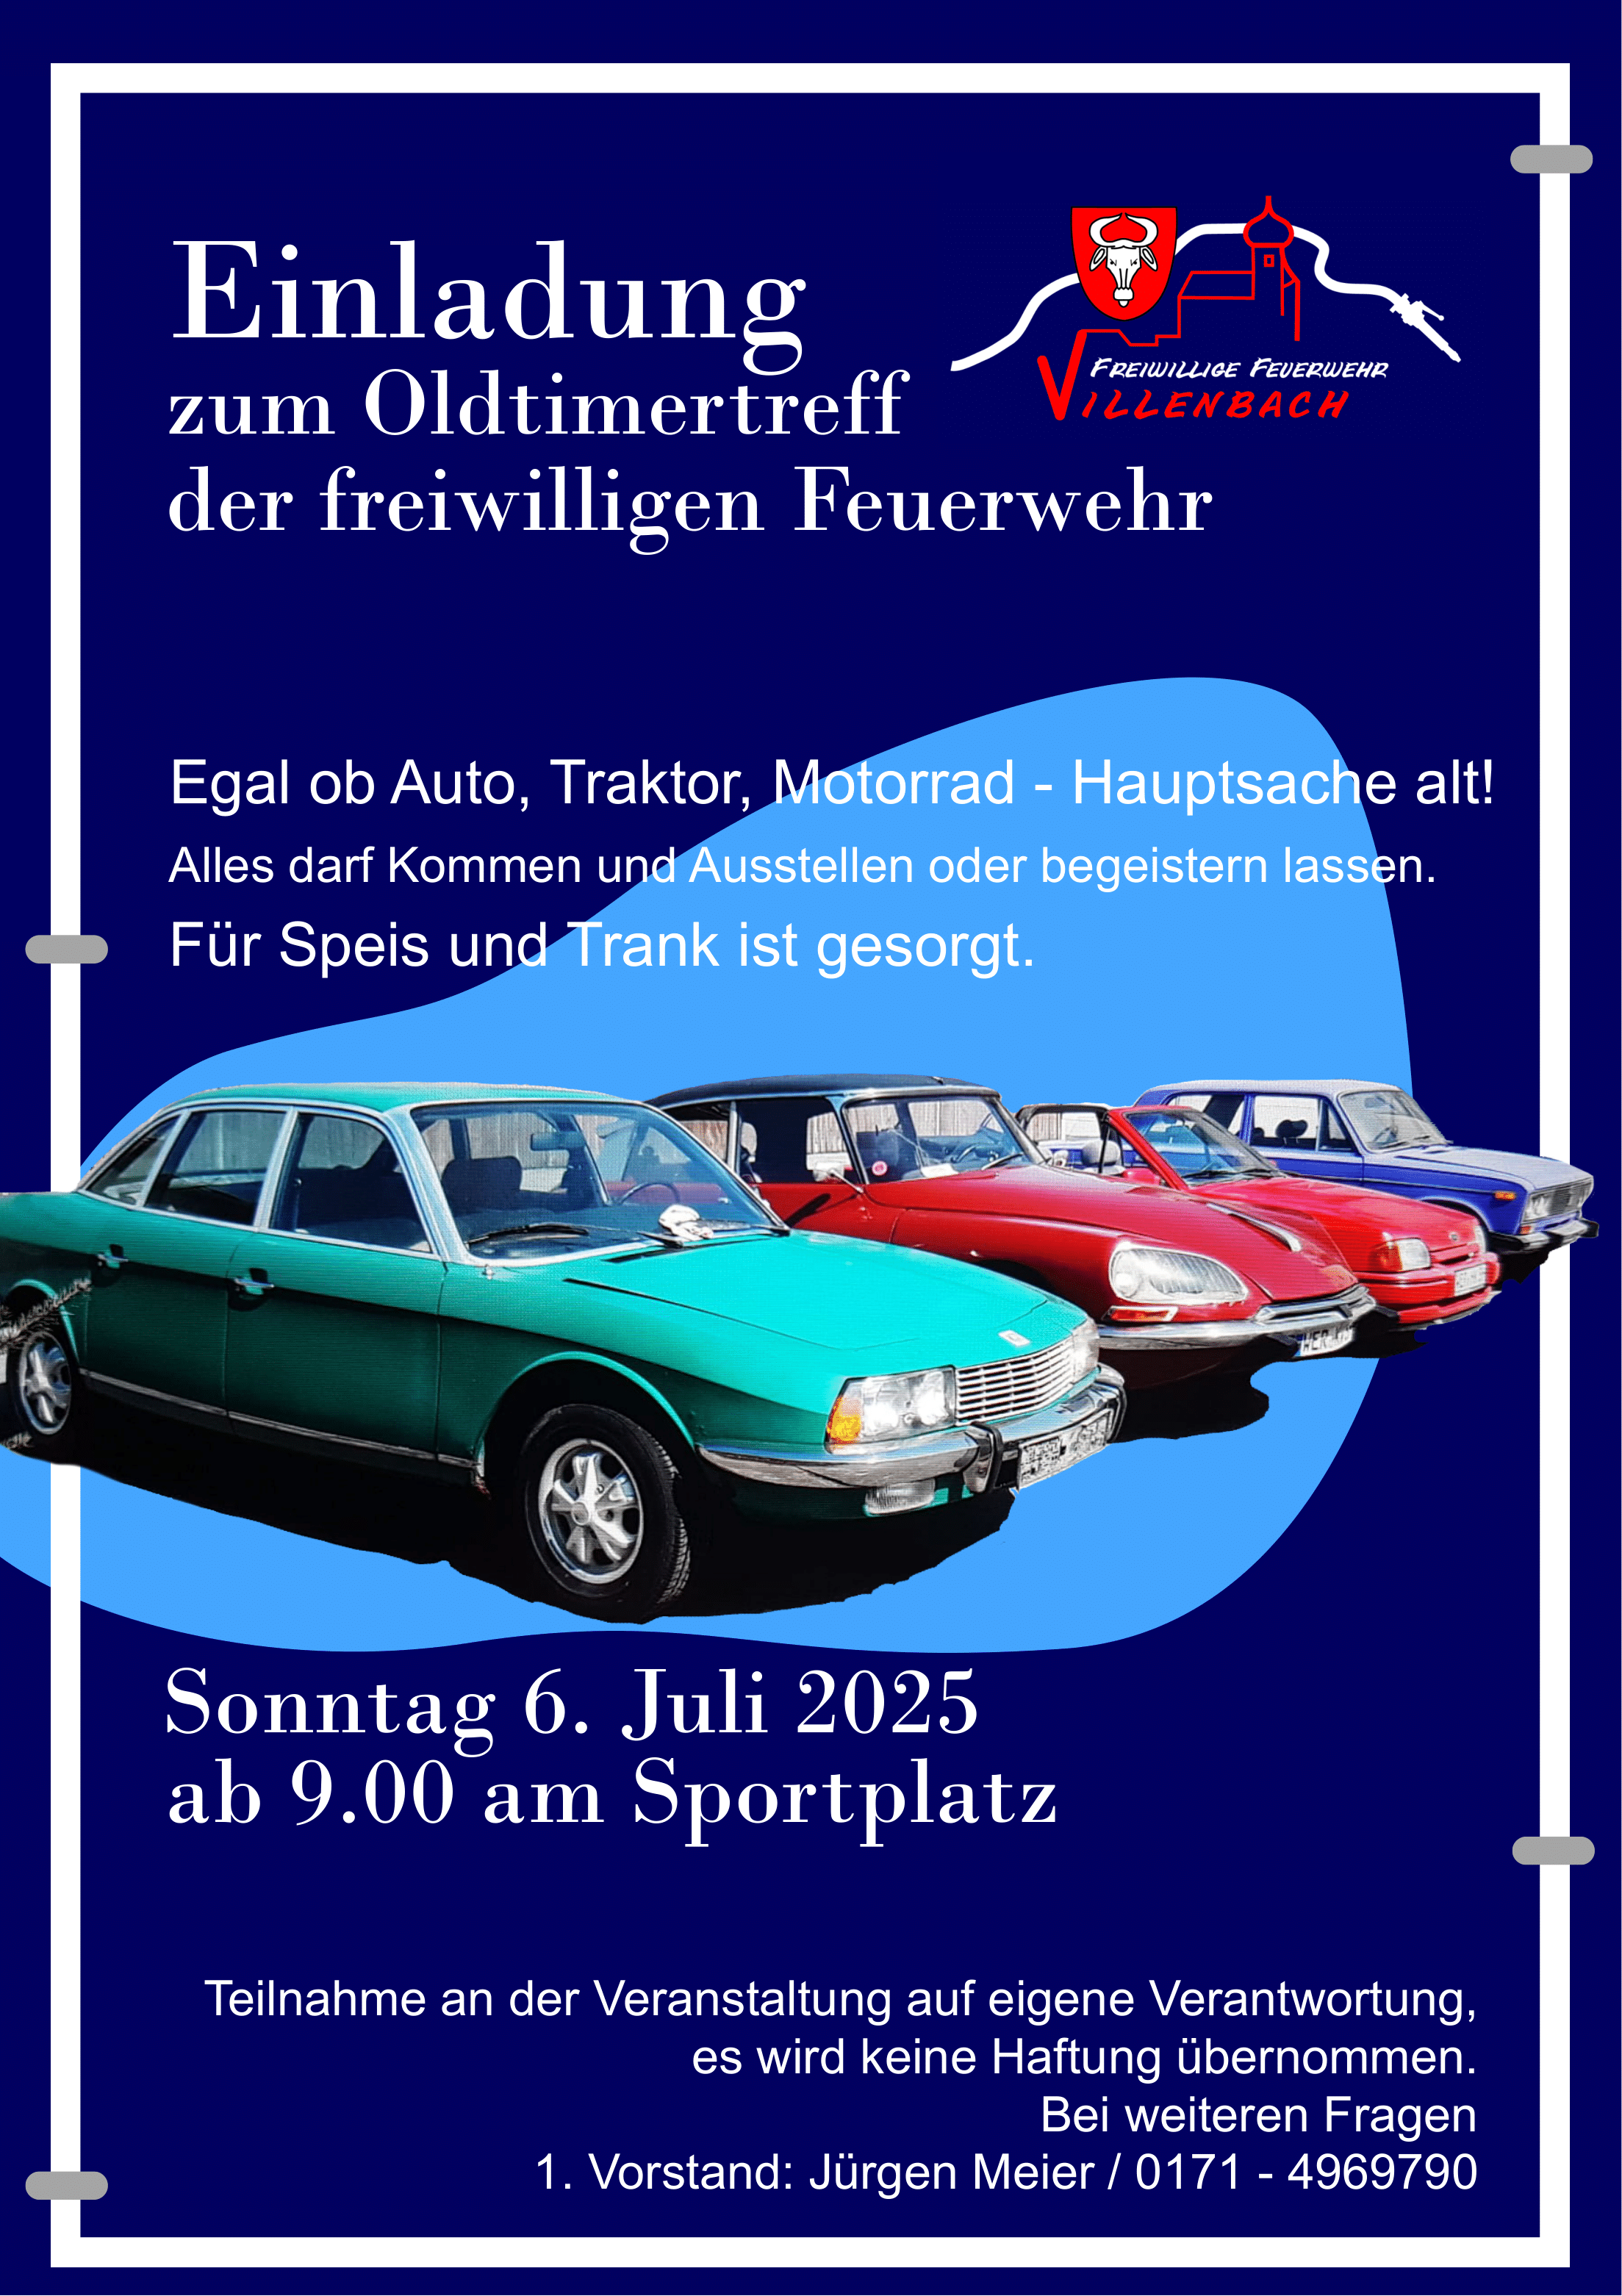 Einladung
zum Oldtimertreff
der freiwilligen Feuerwehr
FREIWILLIGE FEUERWEHR
VILLENBACH
Egal ob Auto, Traktor, Motorrad - Hauptsache alt!
Alles darf Kommen und Ausstellen oder begeistern lassen.
Für Speis und Trank ist gesorgt.
Sonntag 6. Juli 2025
ab 9.00 am Sportplatz
Teilnahme an der Veranstaltung auf eigene Verantwortung,
es wird keine Haftung übernommen.
Bei weiteren Fragen
1. Vorstand: Jürgen Meier / 0171 - 4969790